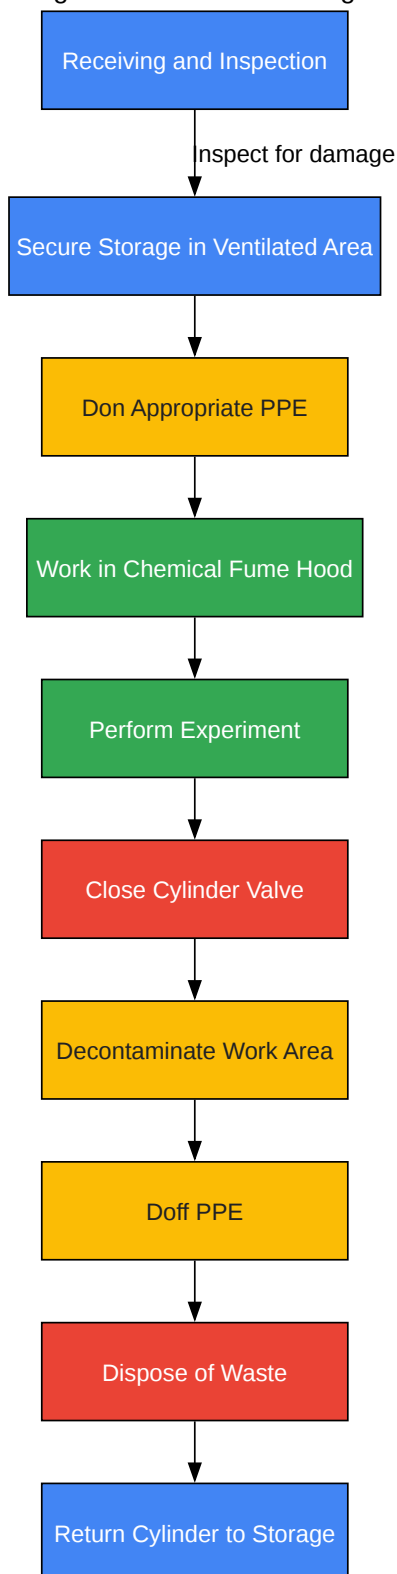 Receiving and Inspection
Inspect for damage
Secure Storage in Ventilated Area
Don Appropriate PPE
Work in Chemical Fume Hood
Perform Experiment
Close Cylinder Valve
Decontaminate Work Area
Doff PPE
Dispose of Waste
Return Cylinder to Storage